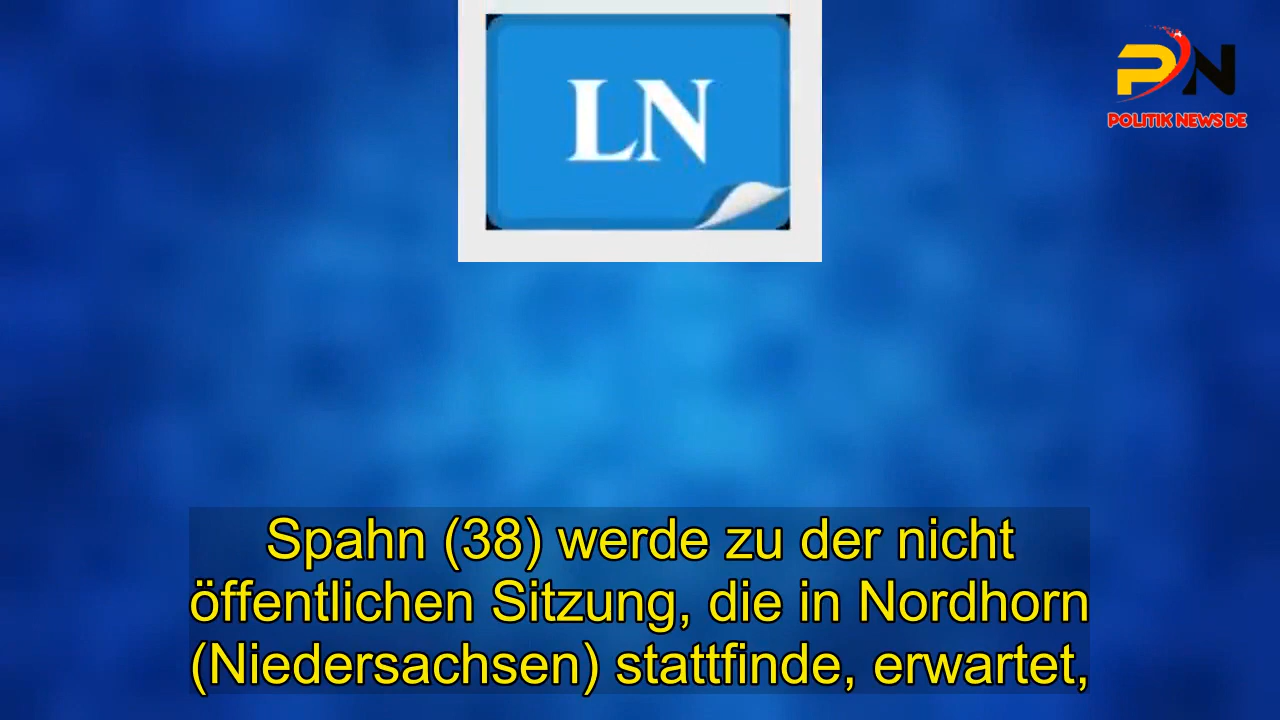 LN
PN
POLITIK NEWS DE
Spahn (38) werde zu der nicht
öffentlichen Sitzung, die in Nordhorn
(Niedersachsen) stattfinde, erwartet,